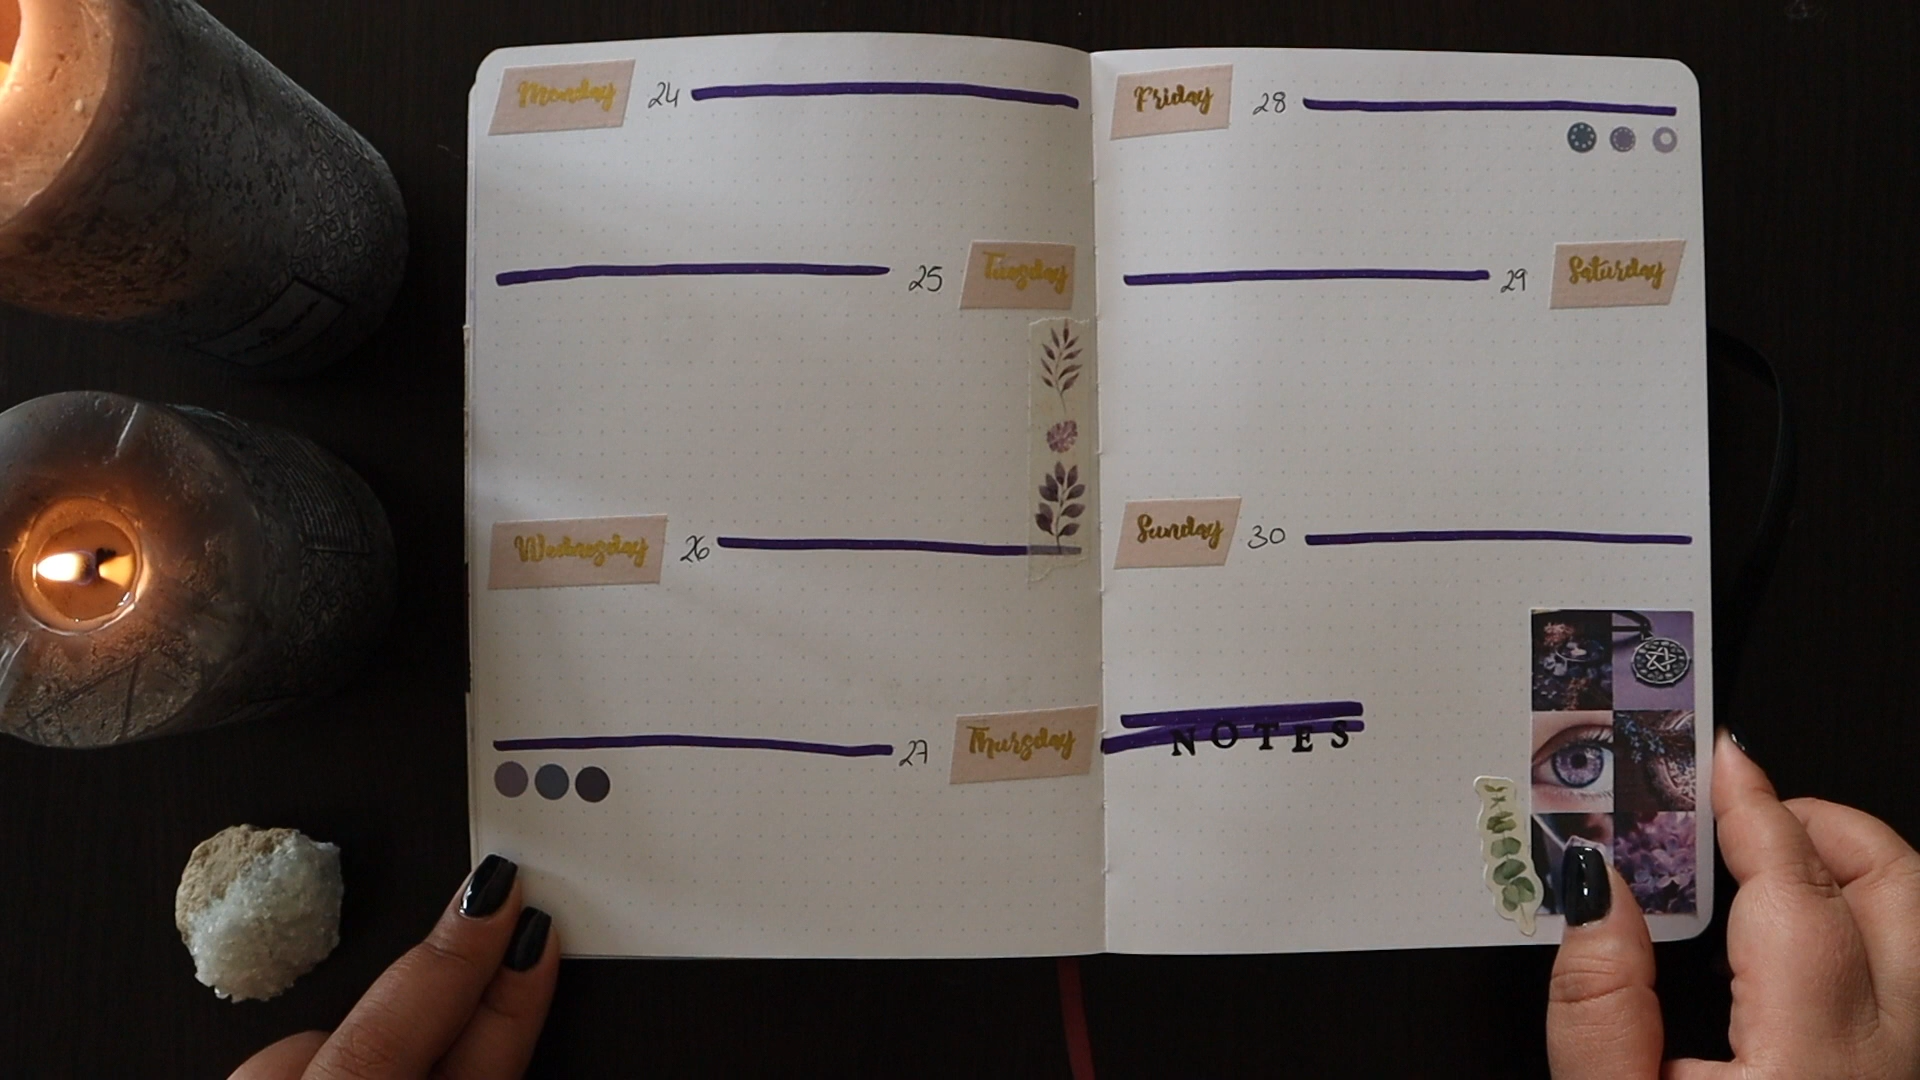 Monday 24
25 Tuesday
Wednesday 26
27 Thursday
Friday 28
29 Saturday
Sunday 30
NOTES